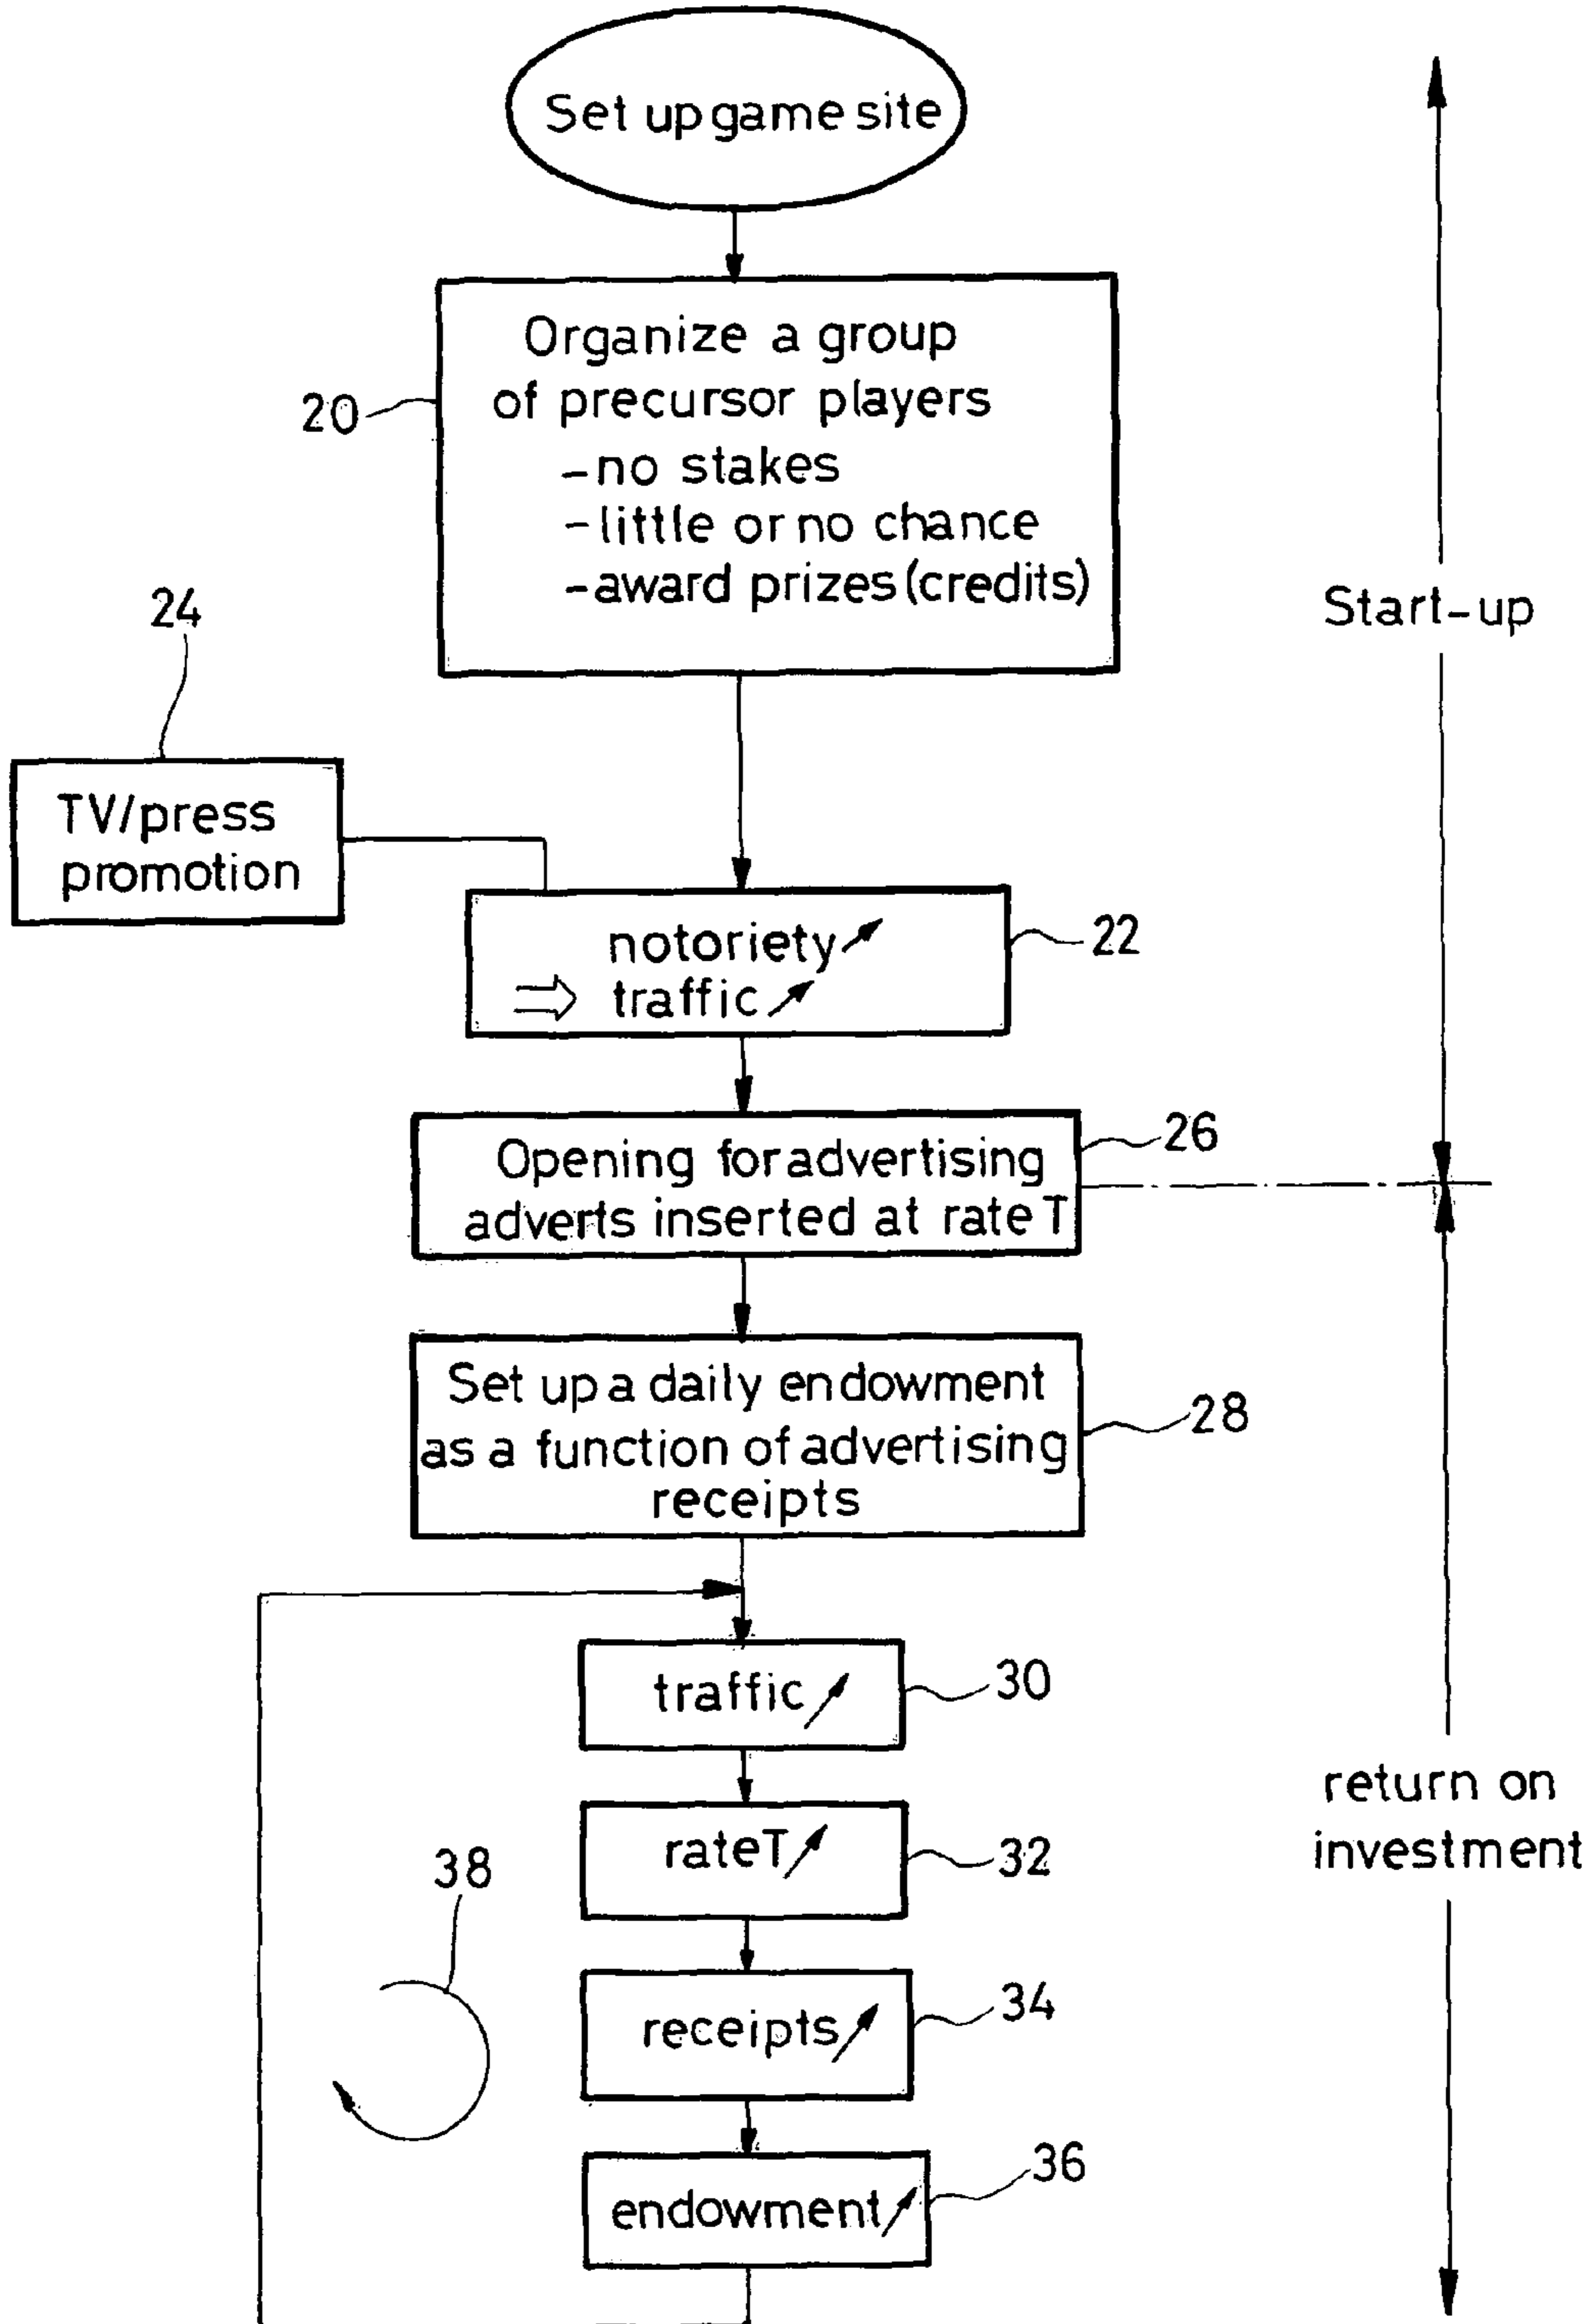 Set up game site
Organize a group
of precursor players
-no stakes
-little or no chance
-award prizes (credits)
20
Start-up
24
TV/press
promotion
notoriety
traffic
22
Opening for advertising
adverts inserted at rate T
26
Set up a daily endowment
as a function of advertising
receipts
28
traffic
30
rate T
32
return on
investment
38
receipts
34
endowment
36